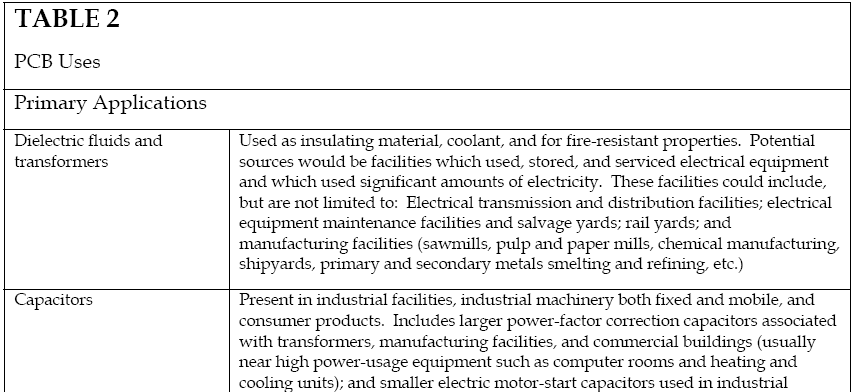 TABLE 2
PCB Uses
Primary Applications
Dielectric fluids and
transformers
Used as insulating material, coolant, and for fire-resistant properties.  Potential
sources would be facilities which used, stored, and serviced electrical equipment
and which used significant amounts of electricity.  These facilities could include,
but are not limited to:  Electrical transmission and distribution facilities; electrical
equipment maintenance facilities and salvage yards; rail yards; and
manufacturing facilities (sawmills, pulp and paper mills, chemical manufacturing,
shipyards, primary and secondary metals smelting and refining, etc.)
Capacitors
Present in industrial facilities, industrial machinery both fixed and mobile, and
consumer products.  Includes larger power-factor correction capacitors associated
with transformers, manufacturing facilities, and commercial buildings (usually
near high power-usage equipment such as computer rooms and heating and
cooling units); and smaller electric motor-start capacitors used in industrial